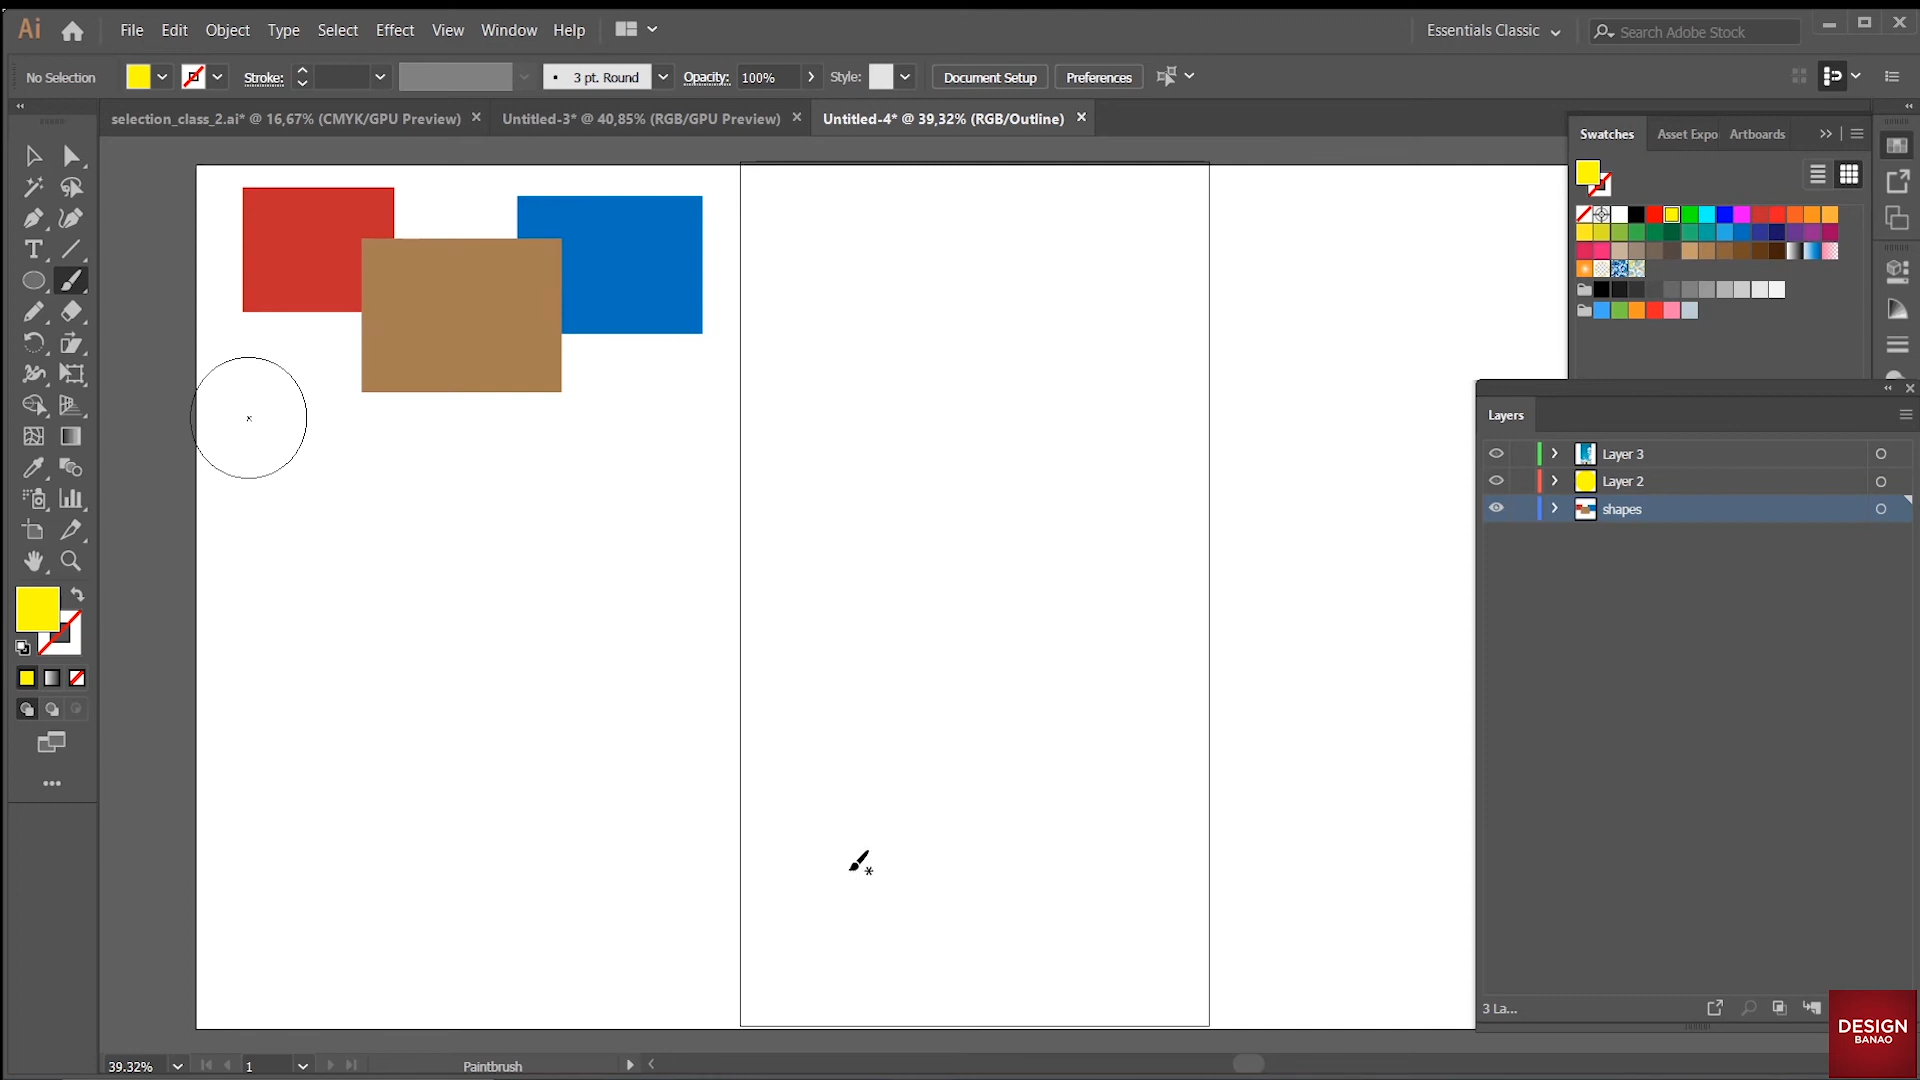 Ai File Edit Object Type Select Effect View Window Help Essentials Classic Search Adobe Stock
No Selection Stroke: 3 pt. Round Opacity: 100% Style: Document Setup Preferences
selection_class_2.ai* @ 16,67% (CMYK/GPU Preview) Untitled-3* @ 40,85% (RGB/GPU Preview) Untitled-4* @ 39,32% (RGB/Outline)
Swatches Asset Expo Artboards
Layers
Layer 3
Layer 2
shapes
3 La...
DESIGN
BANAO
39.32% 1 Paintbrush